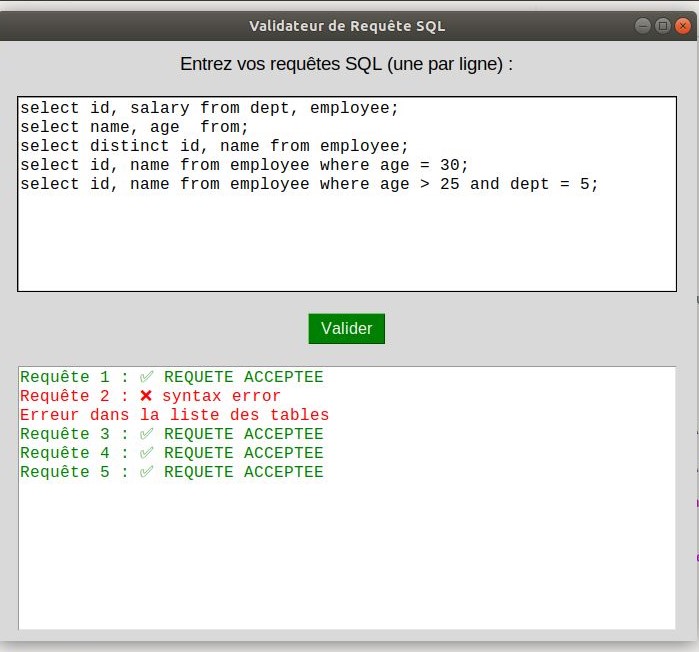 Validateur de Requête SQL
Entrez vos requêtes SQL (une par ligne) :
select id, salary from dept, employee;
select name, age  from;
select distinct id, name from employee;
select id, name from employee where age = 30;
select id, name from employee where age > 25 and dept = 5;
Valider
Requête 1 : ✅ REQUETE ACCEPTEE
Requête 2 : ❌ syntax error
Erreur dans la liste des tables
Requête 3 : ✅ REQUETE ACCEPTEE
Requête 4 : ✅ REQUETE ACCEPTEE
Requête 5 : ✅ REQUETE ACCEPTEE